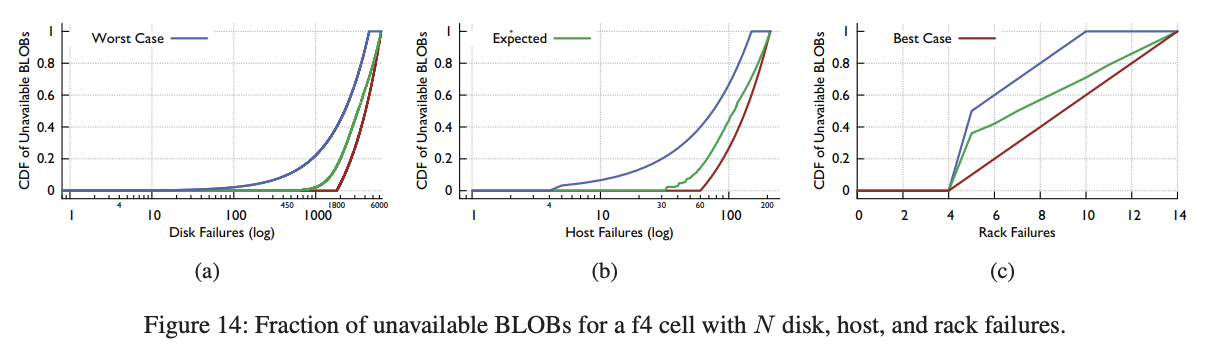 CDF of Unavailable BLOBs
1
0.8
0.6
0.4
0.2
0
Worst Case
1 4 10 100 450 1000 1800 6000
Disk Failures (log)
(a)
CDF of Unavailable BLOBs
1
0.8
0.6
0.4
0.2
0
Expected
1 4 10 30 60 100 200
Host Failures (log)
(b)
CDF of Unavailable BLOBs
1
0.8
0.6
0.4
0.2
0
Best Case
0 2 4 6 8 10 12 14
Rack Failures
(c)
Figure 14: Fraction of unavailable BLOBs for a f4 cell with N disk, host, and rack failures.